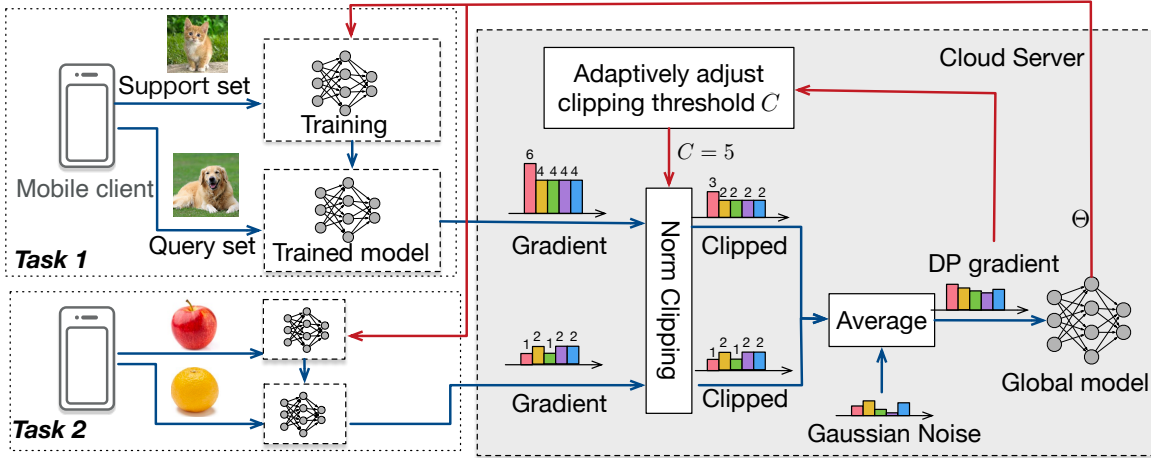 Support set
Training
Mobile client
Query set
Trained model
Task 1
Task 2
Cloud Server
Adaptively adjust
clipping threshold C
C = 5
6
4 4 4 4
Gradient
Norm Clipping
3
2 2 2 2
Clipped
1 2 1 2 2
Gradient
1 2 1 2 2
Clipped
Average
Gaussian Noise
DP gradient
Θ
Global model